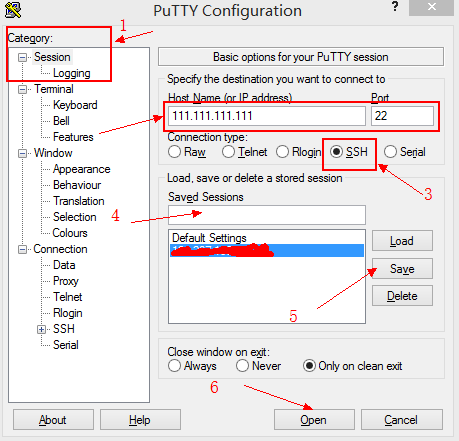 PuTTY Configuration
Category:
1
Session
Logging
Terminal
Keyboard
Bell
Features
Window
Appearance
Behaviour
Translation
Selection
Colours
Connection
Data
Proxy
Telnet
Rlogin
SSH
Serial
Basic options for your PuTTY session
Specify the destination you want to connect to
Host Name (or IP address) Port
111.111.111.111 22
Connection type:
Raw Telnet Rlogin SSH Serial
3
Load, save or delete a stored session
Saved Sessions
4
Default Settings
Load
Save
Delete
5
Close window on exit:
Always Never Only on clean exit
6
About Help Open Cancel